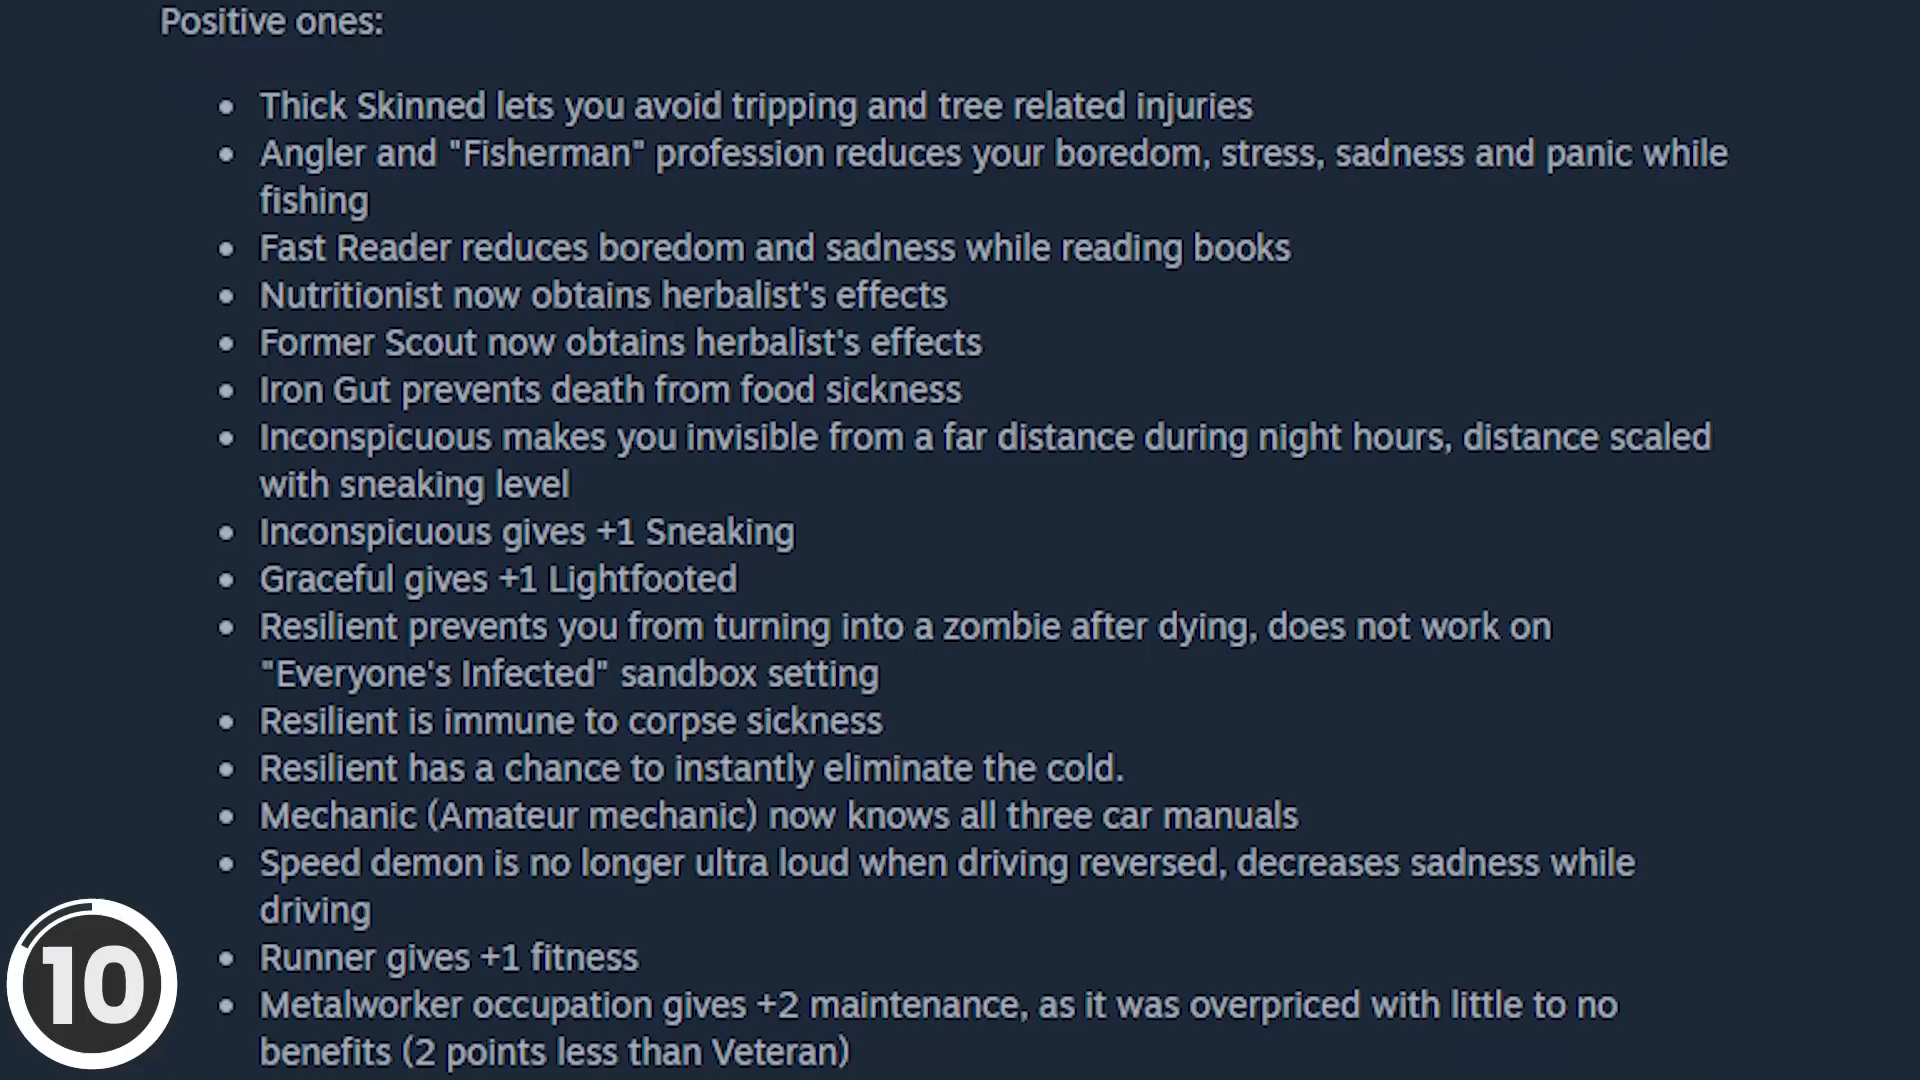 Positive ones:
Thick Skinned lets you avoid tripping and tree related injuries
Angler and "Fisherman" profession reduces your boredom, stress, sadness and panic while
fishing
Fast Reader reduces boredom and sadness while reading books
Nutritionist now obtains herbalist's effects
Former Scout now obtains herbalist's effects
Iron Gut prevents death from food sickness
Inconspicuous makes you invisible from a far distance during night hours, distance scaled
with sneaking level
Inconspicuous gives +1 Sneaking
Graceful gives +1 Lightfooted
Resilient prevents you from turning into a zombie after dying, does not work on
"Everyone's Infected" sandbox setting
Resilient is immune to corpse sickness
Resilient has a chance to instantly eliminate the cold.
Mechanic (Amateur mechanic) now knows all three car manuals
Speed demon is no longer ultra loud when driving reversed, decreases sadness while
driving
Runner gives +1 fitness
Metalworker occupation gives +2 maintenance, as it was overpriced with little to no
benefits (2 points less than Veteran)
10